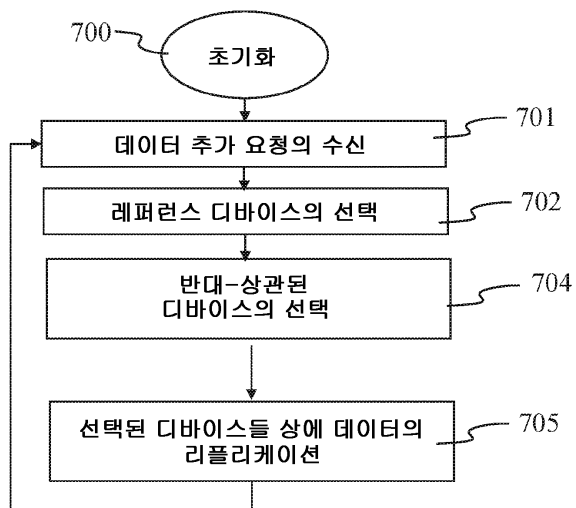 700
초기화
701
데이터 추가 요청의 수신
702
레퍼런스 디바이스의 선택
704
반대-상관된
디바이스의 선택
705
선택된 디바이스들 상에 데이터의
리플리케이션